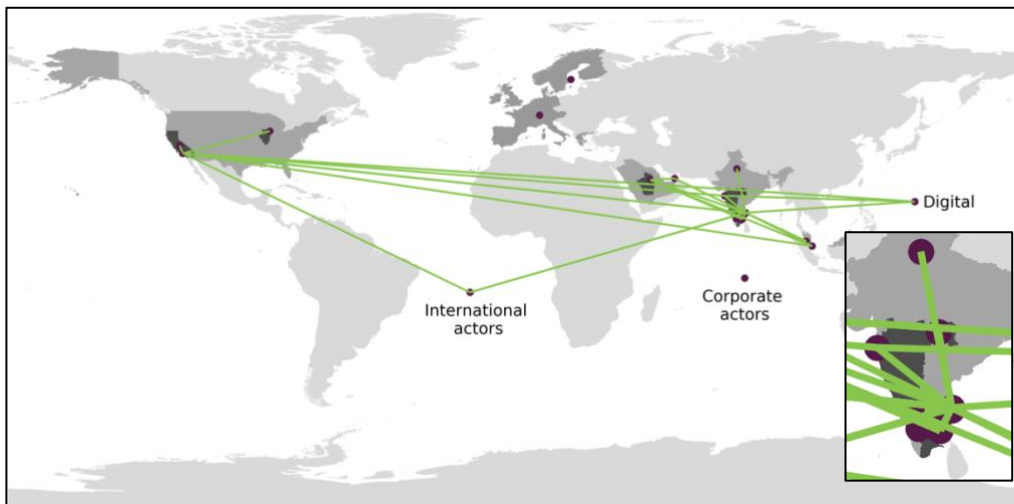 Digital
International
actors
Corporate
actors